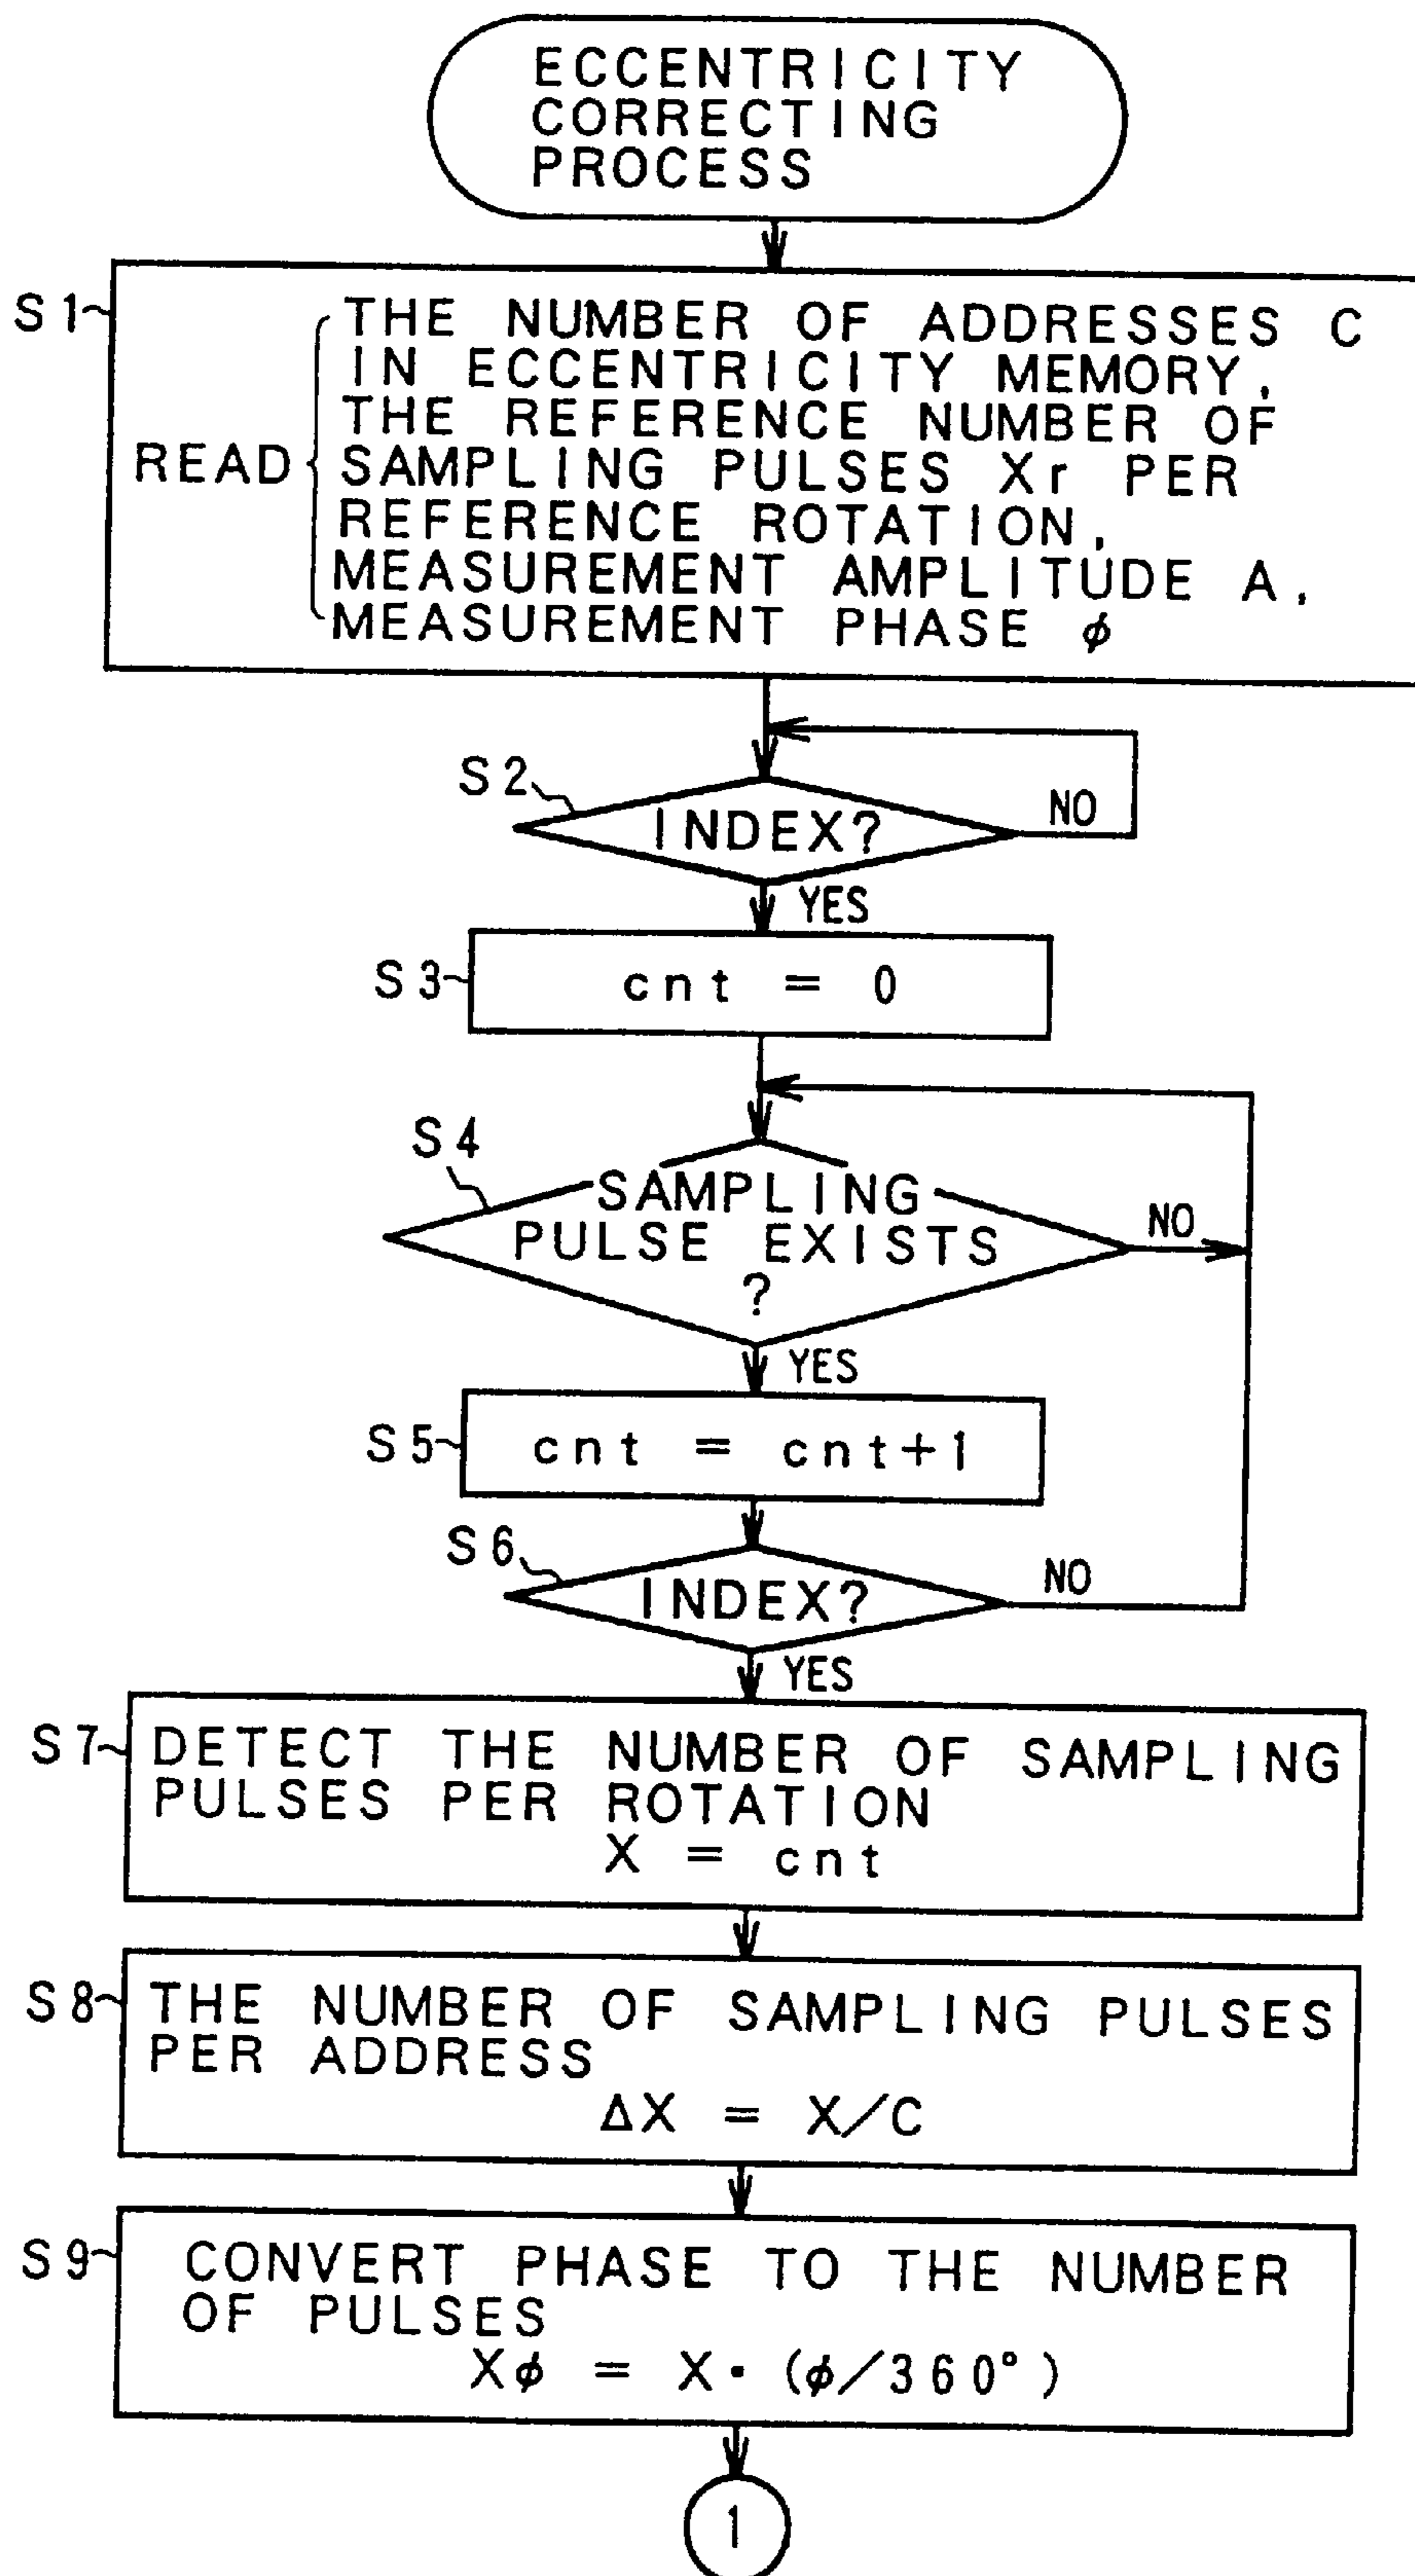 ECCENTRICITY
CORRECTING
PROCESS
S1
THE NUMBER OF ADDRESSES C
IN ECCENTRICITY MEMORY,
THE REFERENCE NUMBER OF
READ
SAMPLING PULSES Xr PER
REFERENCE ROTATION,
MEASUREMENT AMPLITUDE A,
MEASUREMENT PHASE φ
S2
INDEX?
NO
YES
S3
cnt = 0
S4
SAMPLING
PULSE EXISTS
?
NO
YES
S5
cnt = cnt+1
S6
INDEX?
NO
YES
S7
DETECT THE NUMBER OF SAMPLING
PULSES PER ROTATION
X = cnt
S8
THE NUMBER OF SAMPLING PULSES
PER ADDRESS
ΔX = X/C
S9
CONVERT PHASE TO THE NUMBER
OF PULSES
Xφ = X・(φ/360°)
1